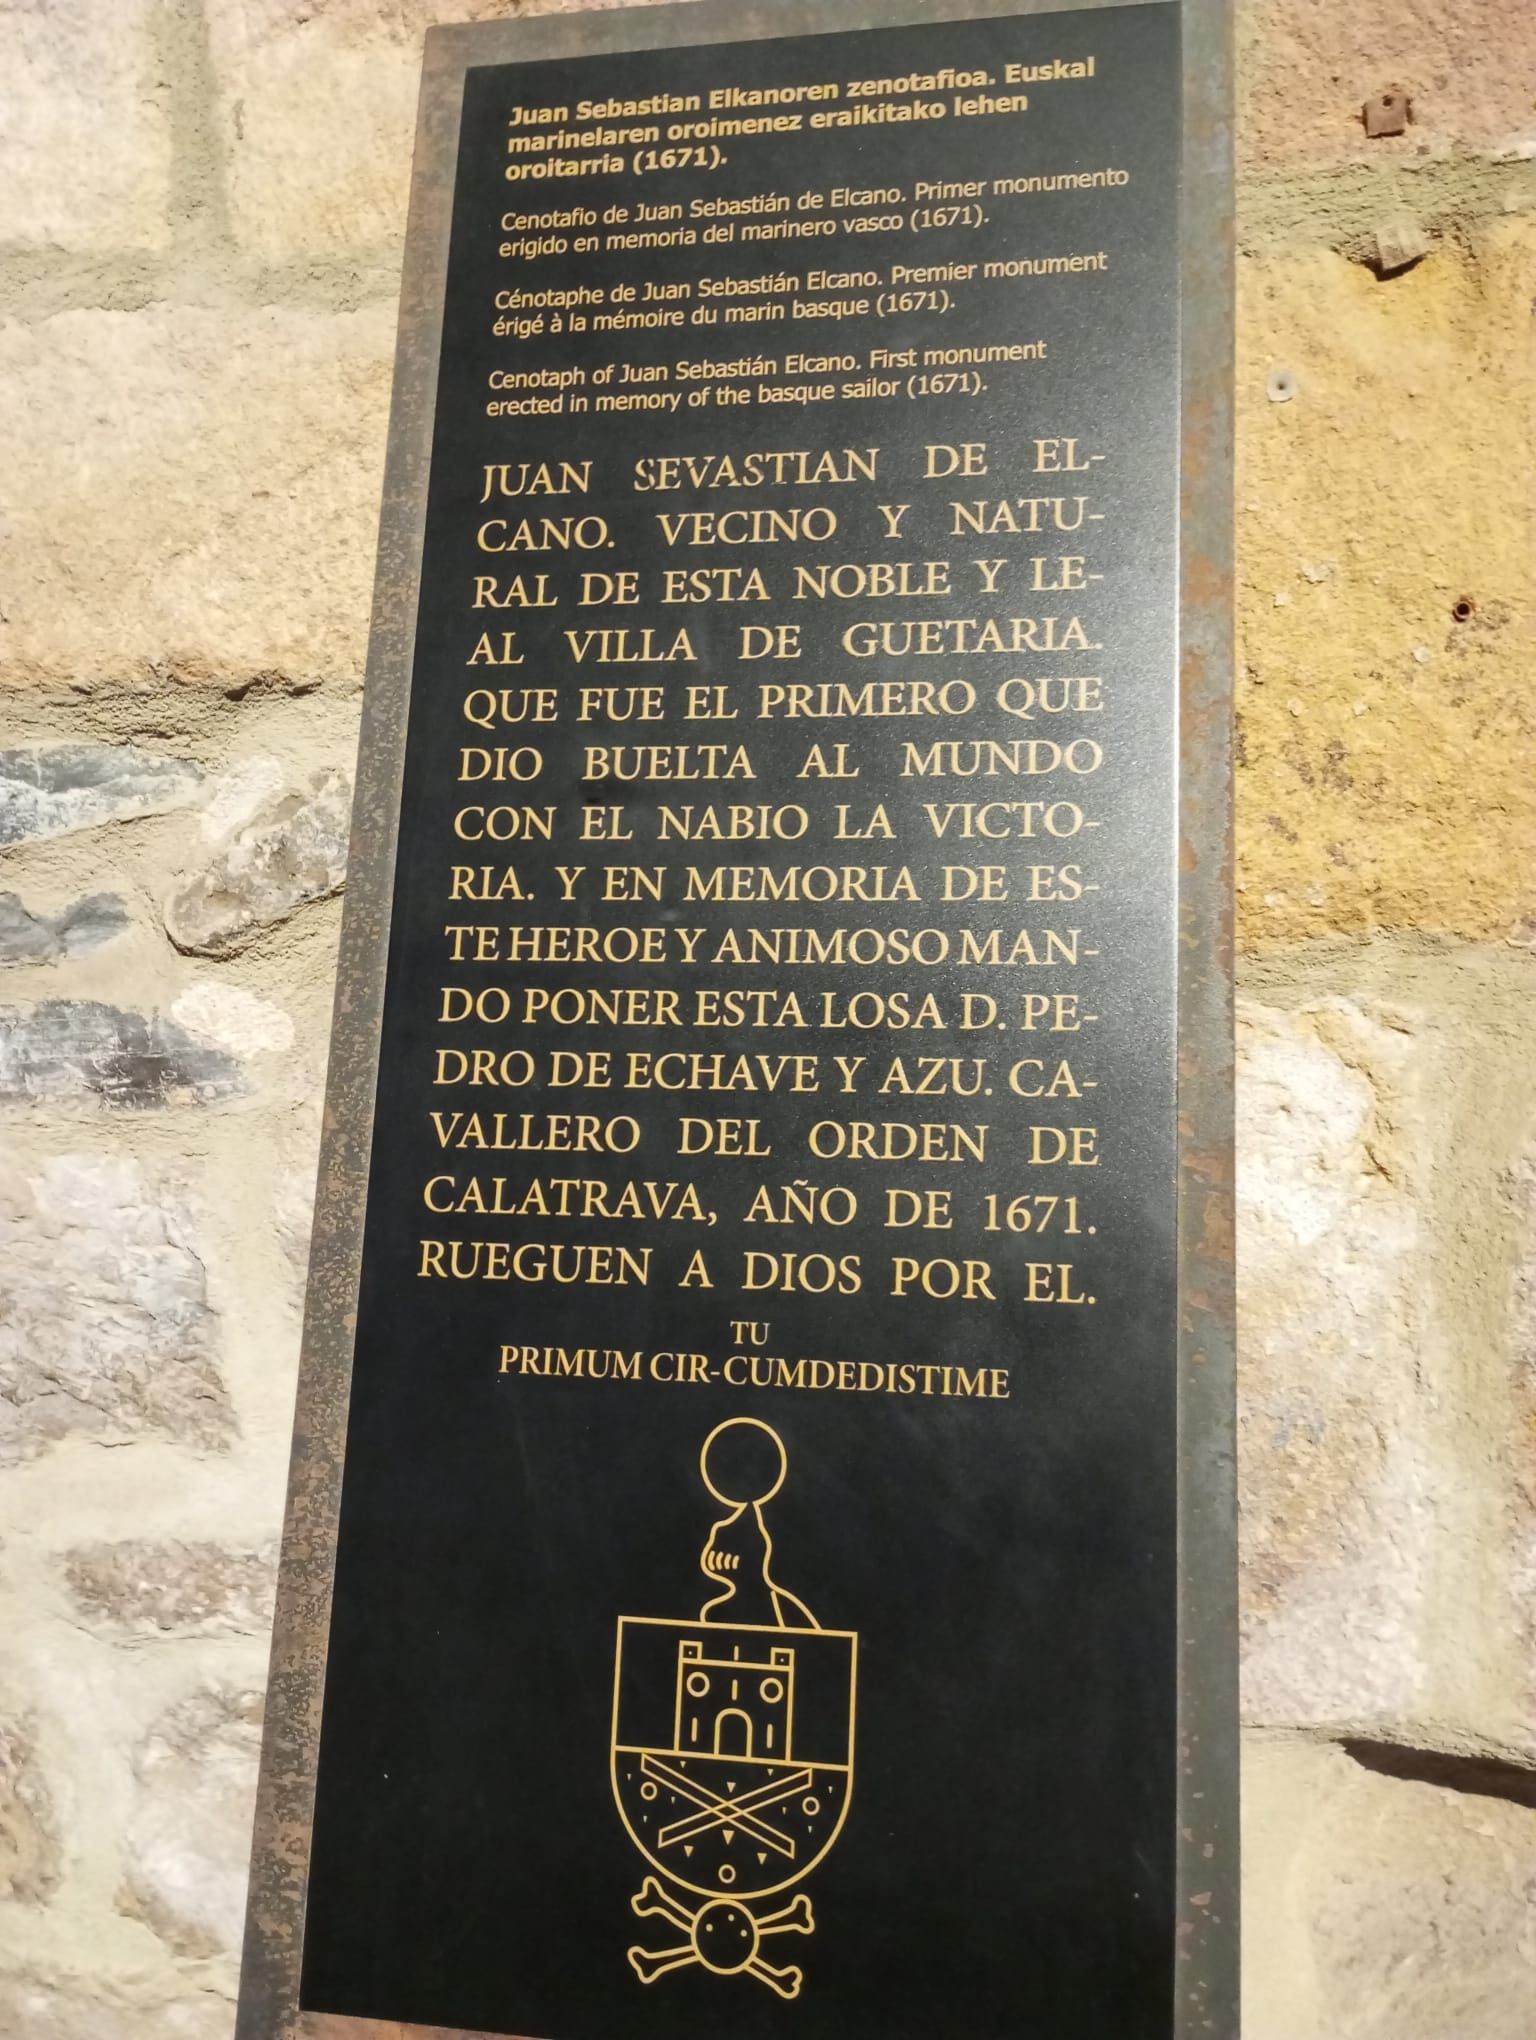 Juan Sebastian Elkanoren zenotafioa. Euskal
marinelaren oroimenez eraikitako lehen
oroitarria (1671).
Cenotafio de Juan Sebastián de Elcano. Primer monumento
erigido en memoria del marinero vasco (1671).
Cénotaphe de Juan Sebastián Elcano. Premier monument
érigé à la mémoire du marin basque (1671).
Cenotaph of Juan Sebastián Elcano. First monument
erected in memory of the basque sailor (1671).
JUAN SEVASTIAN DE EL-
CANO. VECINO Y NATU-
RAL DE ESTA NOBLE Y LE-
AL VILLA DE GUETARIA.
QUE FUE EL PRIMERO QUE
DIO BUELTA AL MUNDO
CON EL NABIO LA VICTO-
RIA. Y EN MEMORIA DE ES-
TE HEROE Y ANIMOSO MAN-
DO PONER ESTA LOSA D. PE-
DRO DE ECHAVE Y AZU. CA-
VALLERO DEL ORDEN DE
CALATRAVA, AÑO DE 1671.
RUEGUEN A DIOS POR EL.
TU
PRIMUM CIR-CUMDEDISTIME